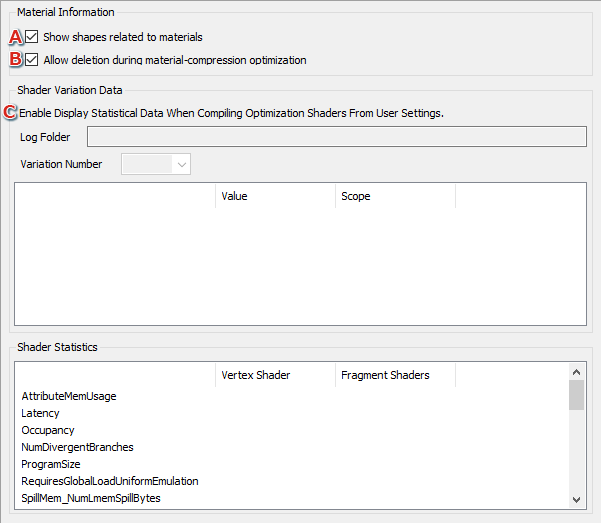 Material Information
A Show shapes related to materials
B Allow deletion during material-compression optimization
Shader Variation Data
C Enable Display Statistical Data When Compiling Optimization Shaders From User Settings.
Log Folder
Variation Number
Value Scope
Shader Statistics
Vertex Shader Fragment Shaders
AttributeMemUsage
Latency
Occupancy
NumDivergentBranches
ProgramSize
RequiresGlobalLoadUniformEmulation
SpillMem_NumLmemSpillBytes